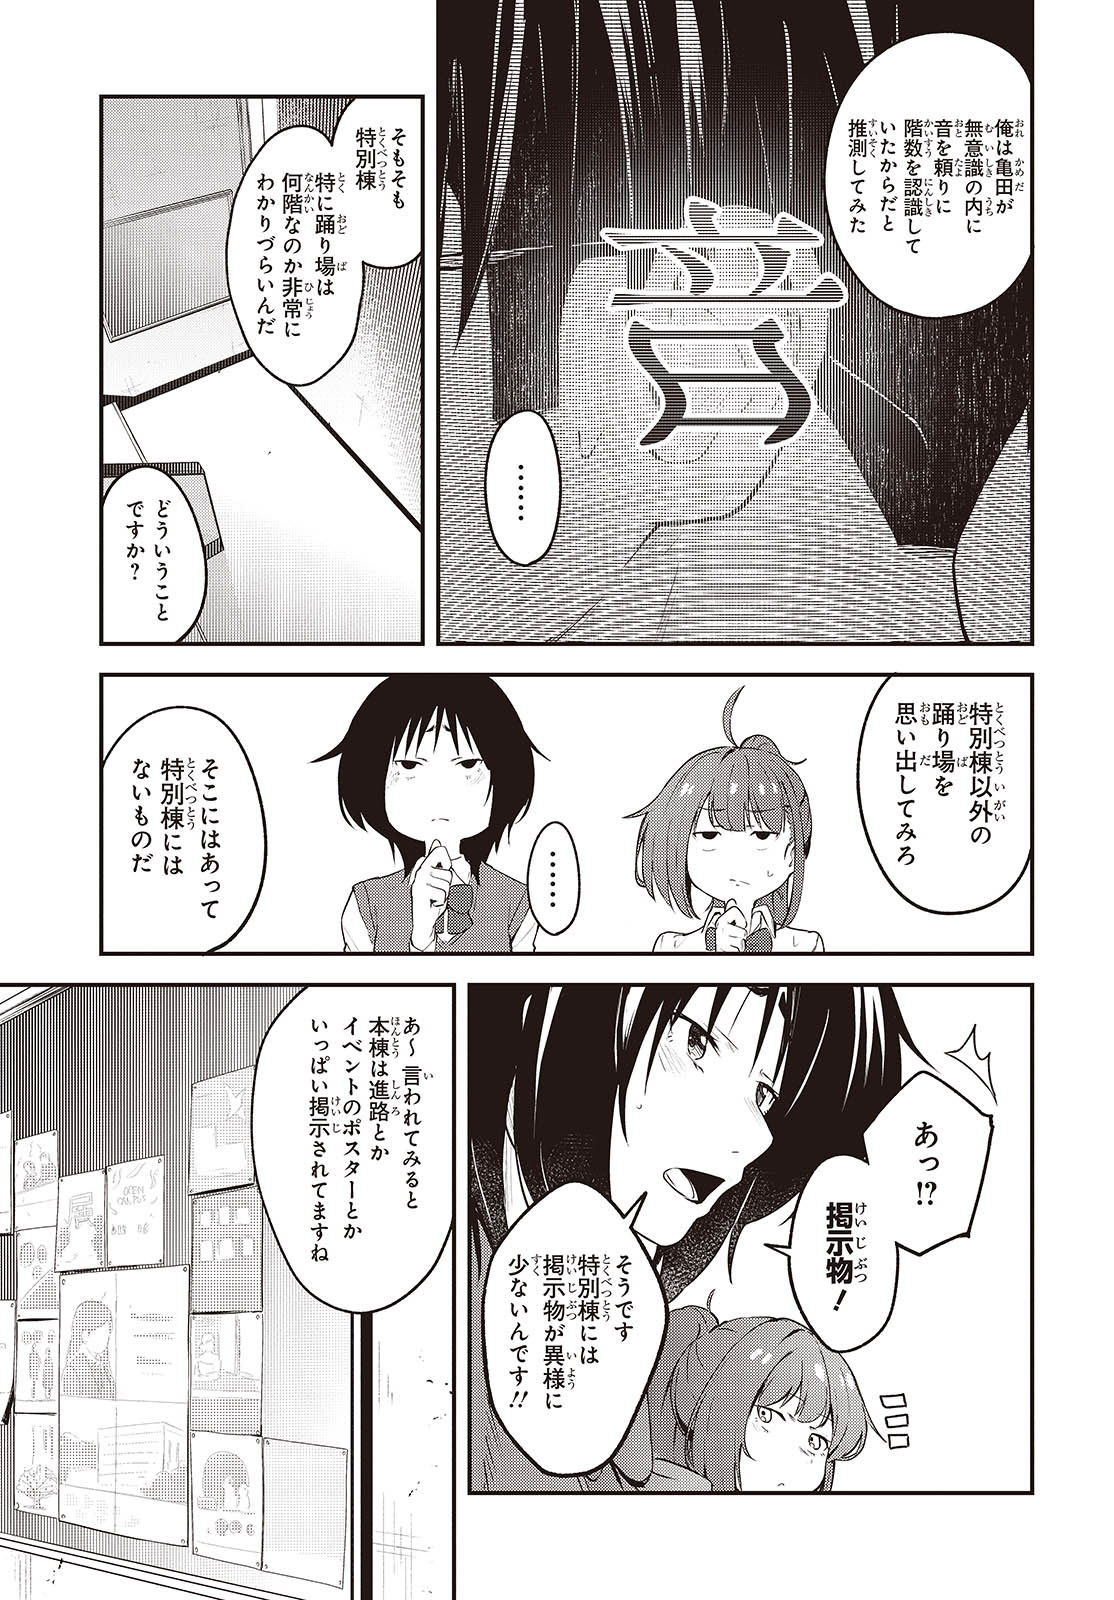 俺は亀田が
無意識の内に
音を頼りに
階数を認識して
いたからだと
推測してみた
音
……
そもそも
特別棟
特に踊り場は
何階なのか非常に
わかりづらいんだ
どういうこと
ですか？
特別棟以外の
踊り場を
思い出してみろ
……
そこにはあって
特別棟には
ないものだ
あっ!?
掲示物！
そうです
特別棟には
掲示物が異様に
少ないんです!!
あ～ 言われてみると
本棟は進路とか
イベントのポスターとか
いっぱい掲示されてますね
展
OPEN
CAMPUS